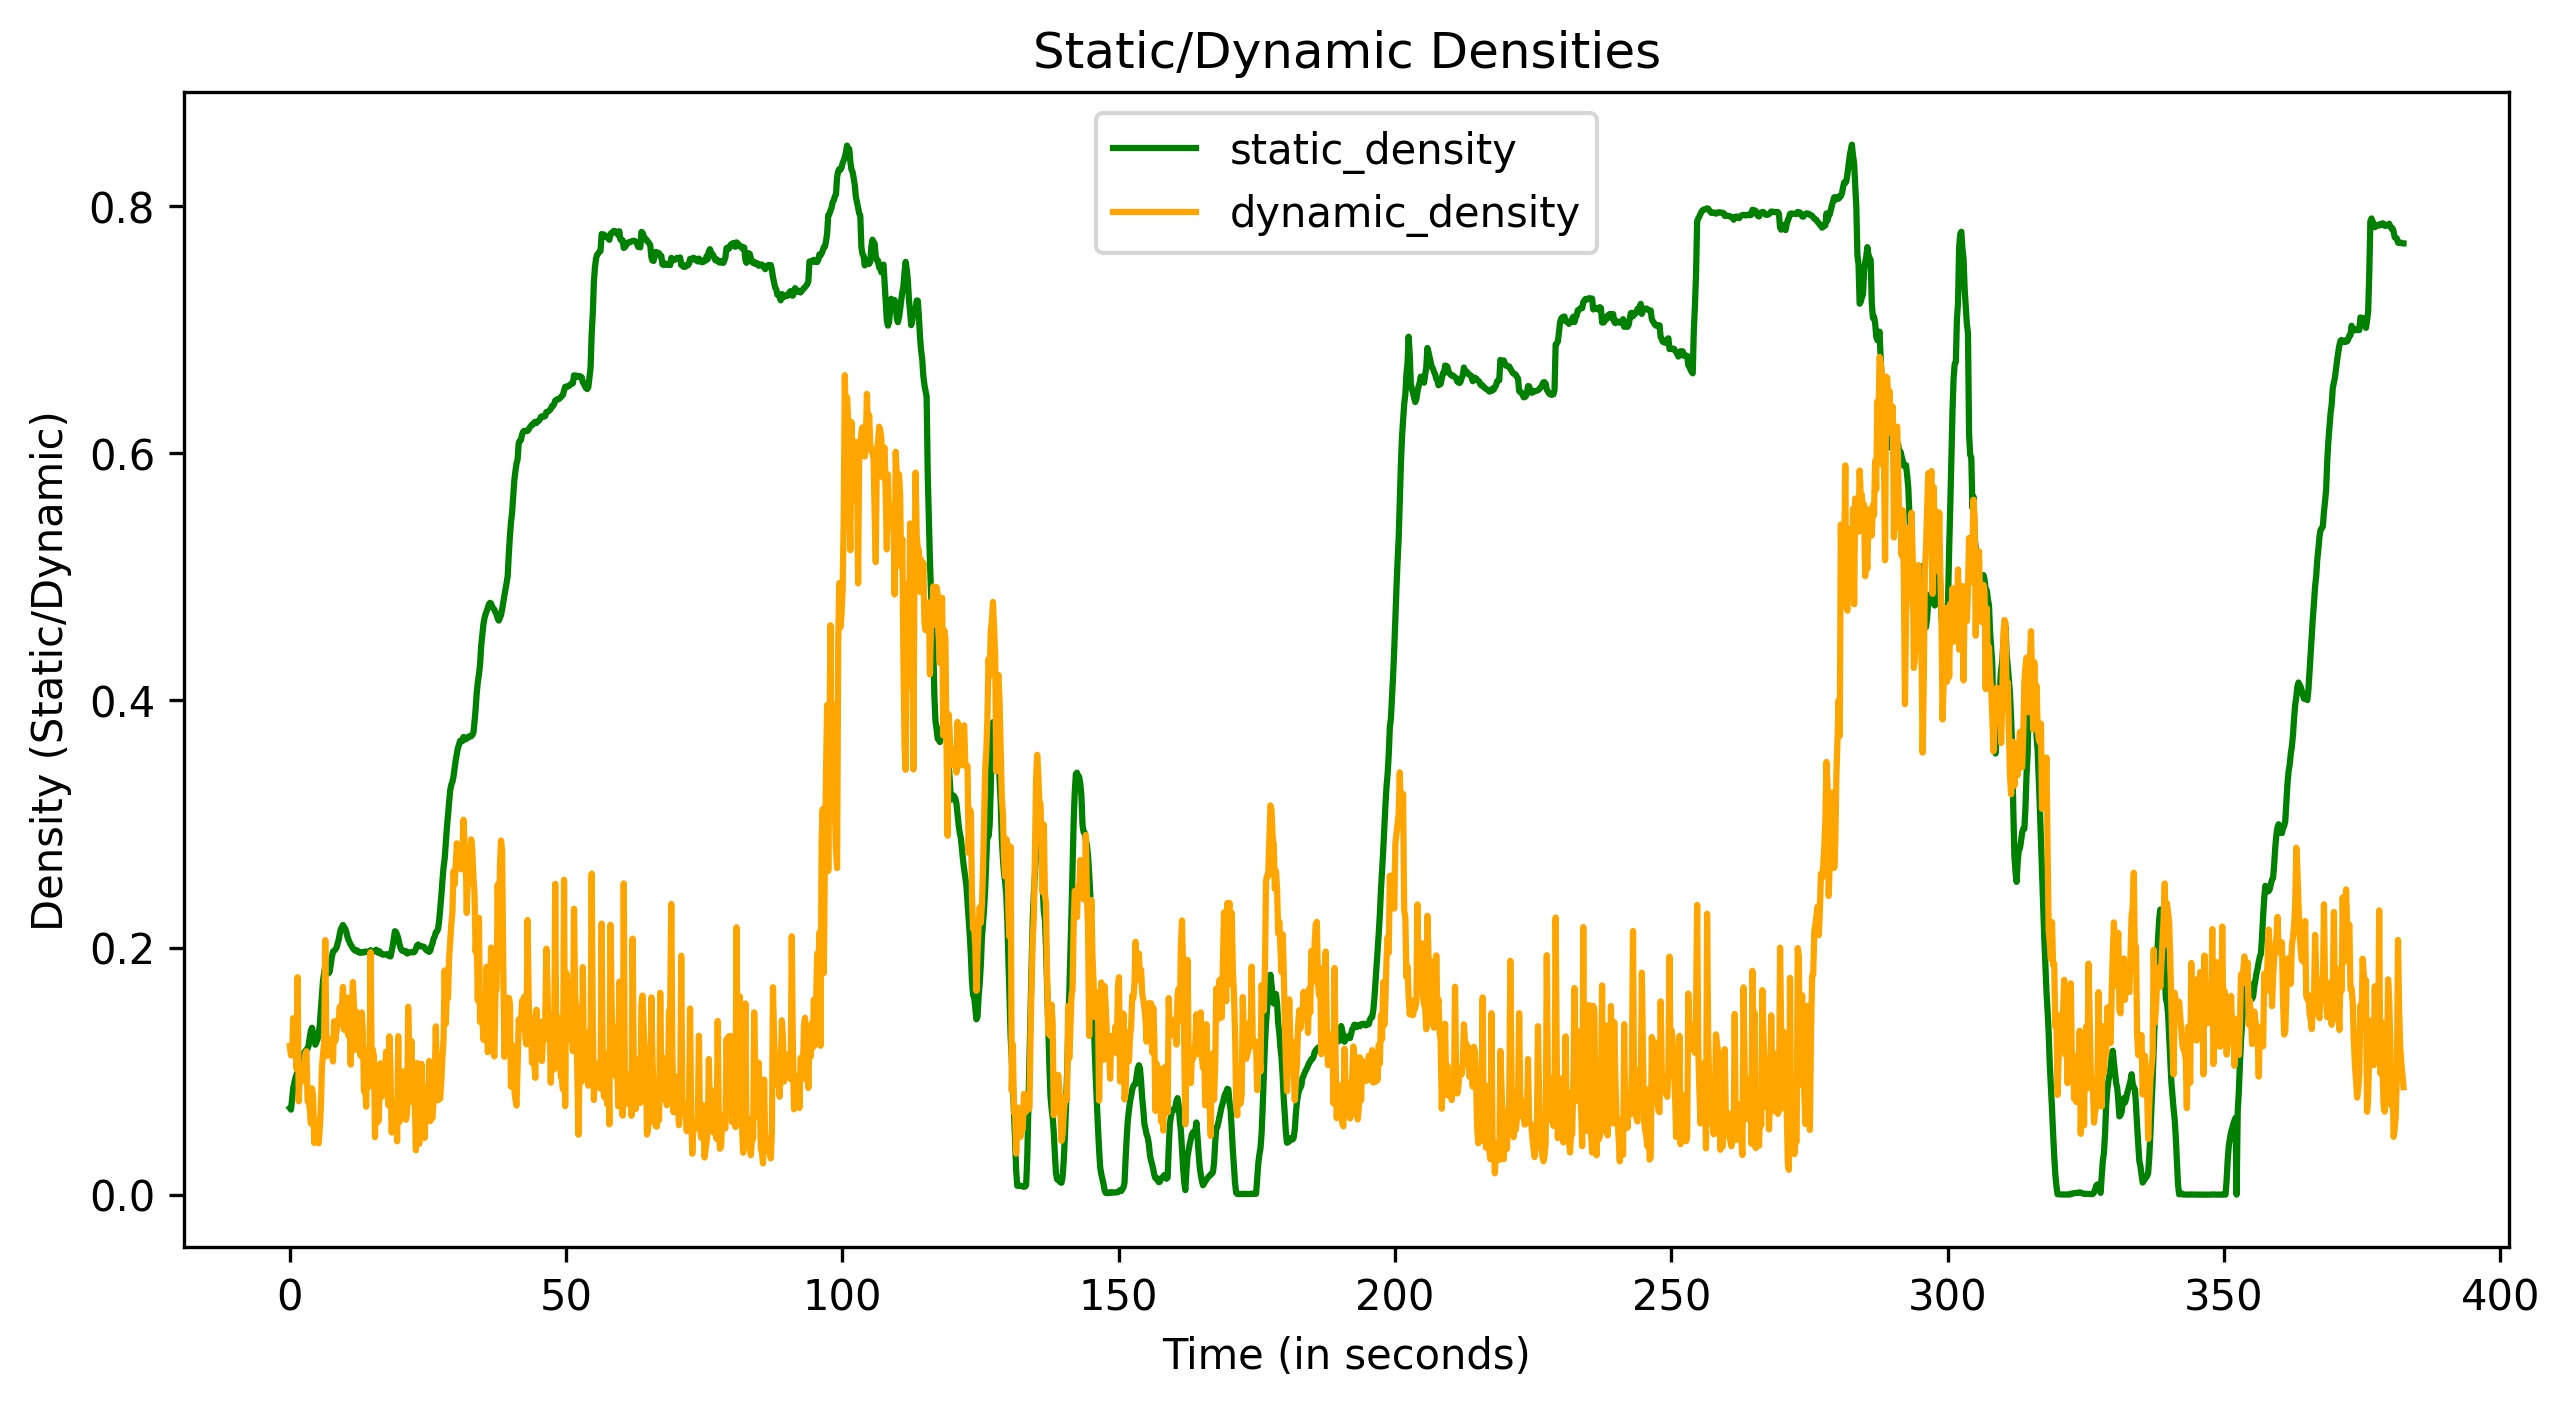 Static/Dynamic Densities
static_density
dynamic_density
Density (Static/Dynamic)
0.8
0.6
0.4
0.2
0.0
0 50 100 150 200 250 300 350 400
Time (in seconds)